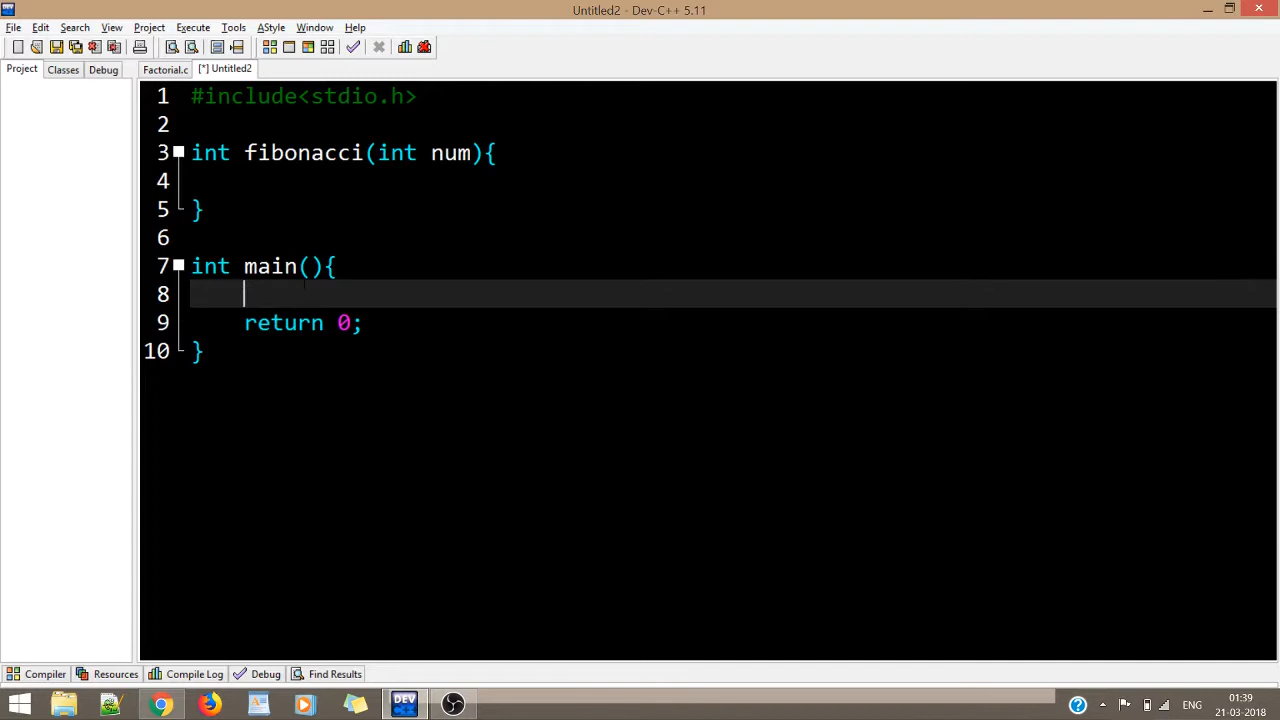 Untitled2 - Dev-C++ 5.11
File Edit Search View Project Execute Tools AStyle Window Help
Project Classes Debug Factorial.c [*] Untitled2
1 #include<stdio.h>
2
3 int fibonacci(int num){
4
5 }
6
7 int main(){
8
9 return 0;
10 }
Compiler Resources Compile Log Debug Find Results
DEV ENG 01:39
21-03-2018